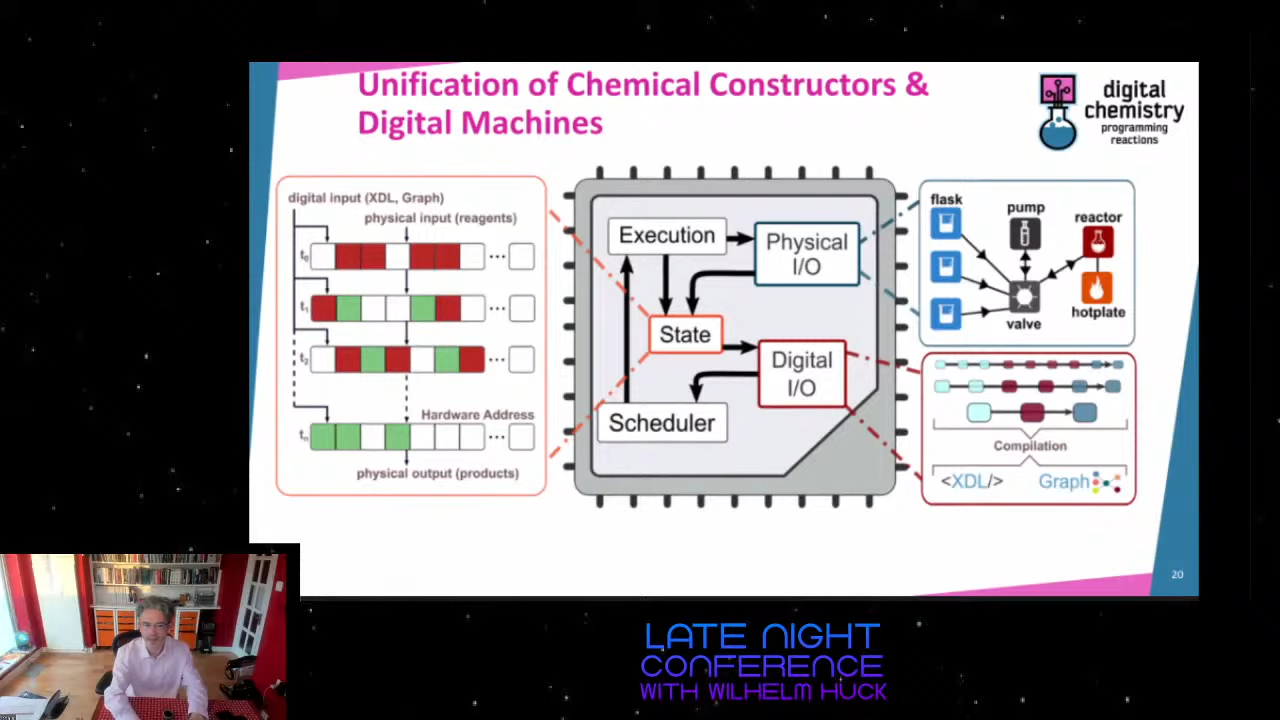 Unification of Chemical Constructors &
Digital Machines
digital
chemistry
programming
reactions
digital input (XDL, Graph)
physical input (reagents)
t0
...
t1
...
t2
...
Hardware Address
tn
...
physical output (products)
Execution
Physical
I/O
State
Digital
I/O
Scheduler
flask
pump
reactor
valve
hotplate
Compilation
<XDL/>
Graph
20
LATE NIGHT
CONFERENCE
WITH WILHELM HUCK